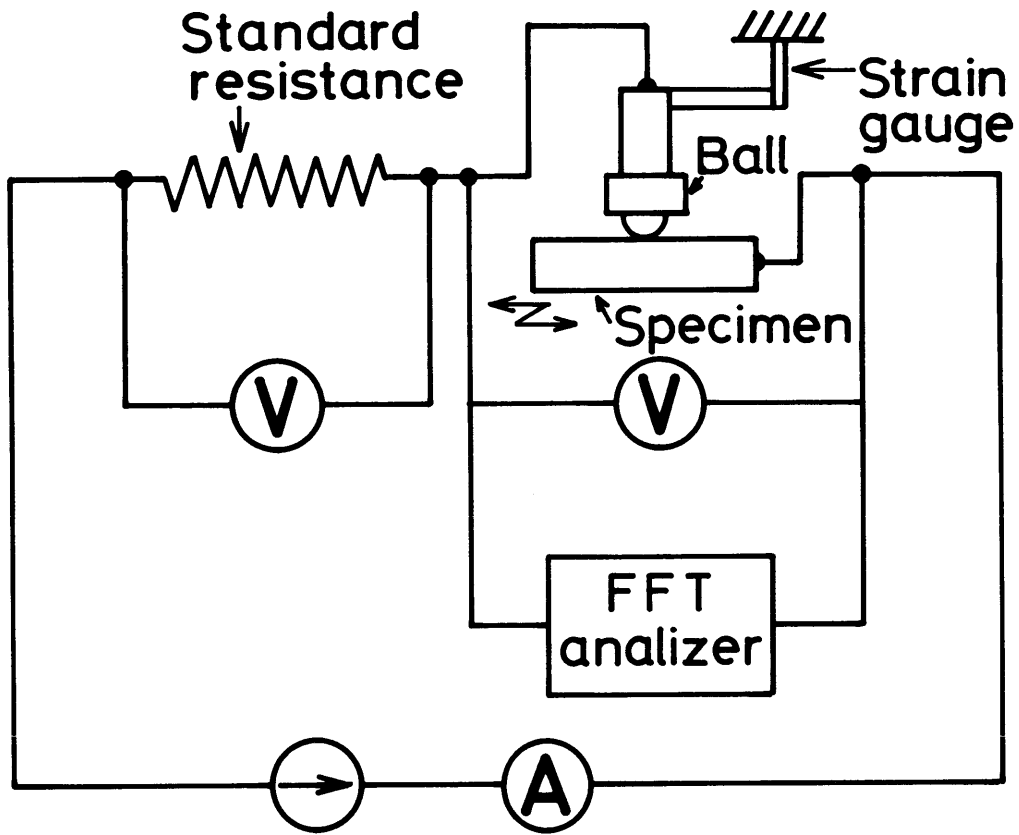 Standard
resistance
Strain
gauge
Ball
Specimen
V
V
FFT
analizer
A